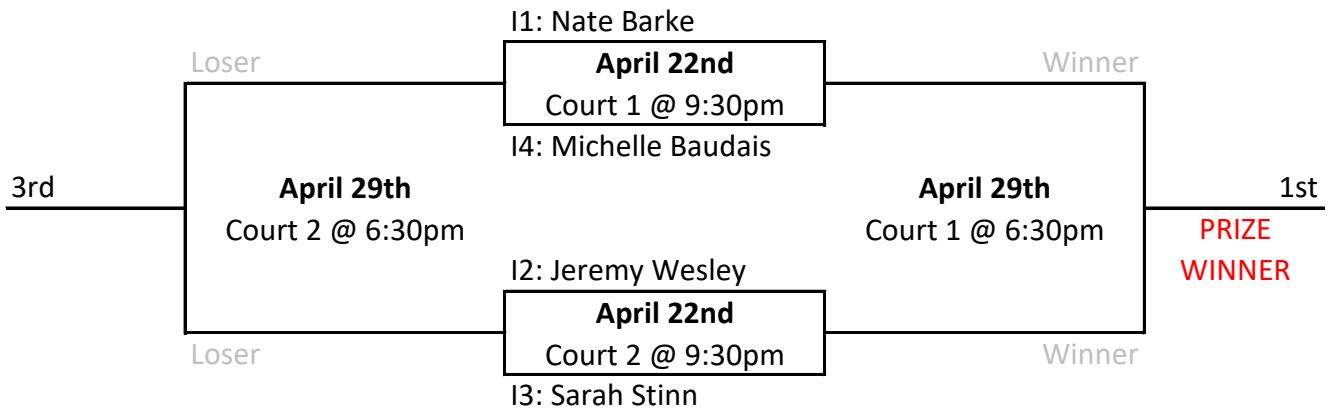 I1: Nate Barke
Loser
April 22nd
Winner
Court 1 @ 9:30pm
I4: Michelle Baudais
3rd
April 29th
April 29th
1st
Court 2 @ 6:30pm
Court 1 @ 6:30pm
PRIZE
WINNER
I2: Jeremy Wesley
April 22nd
Loser
Court 2 @ 9:30pm
Winner
I3: Sarah Stinn